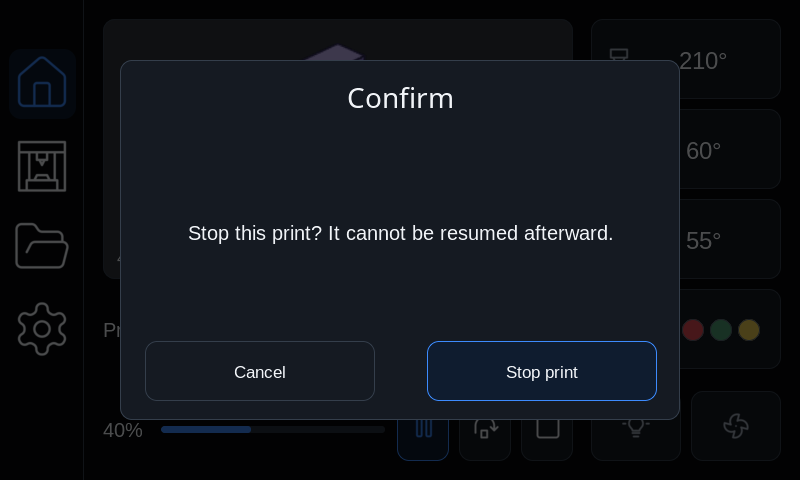 210°
Confirm
60°
Stop this print? It cannot be resumed afterward.
55°
Cancel
Stop print
40%